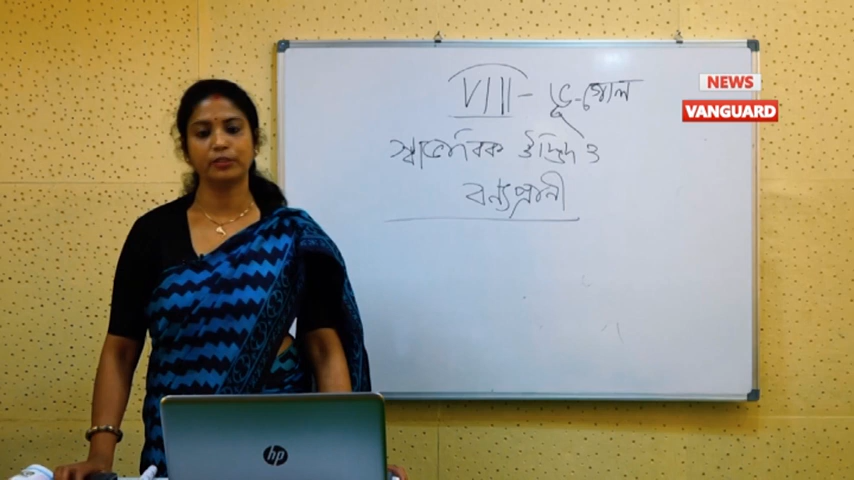 VIII - ভূ-গোল
স্বাভাবিক উদ্ভিদ ও
বন্যপ্রানী
NEWS
VANGUARD
hp